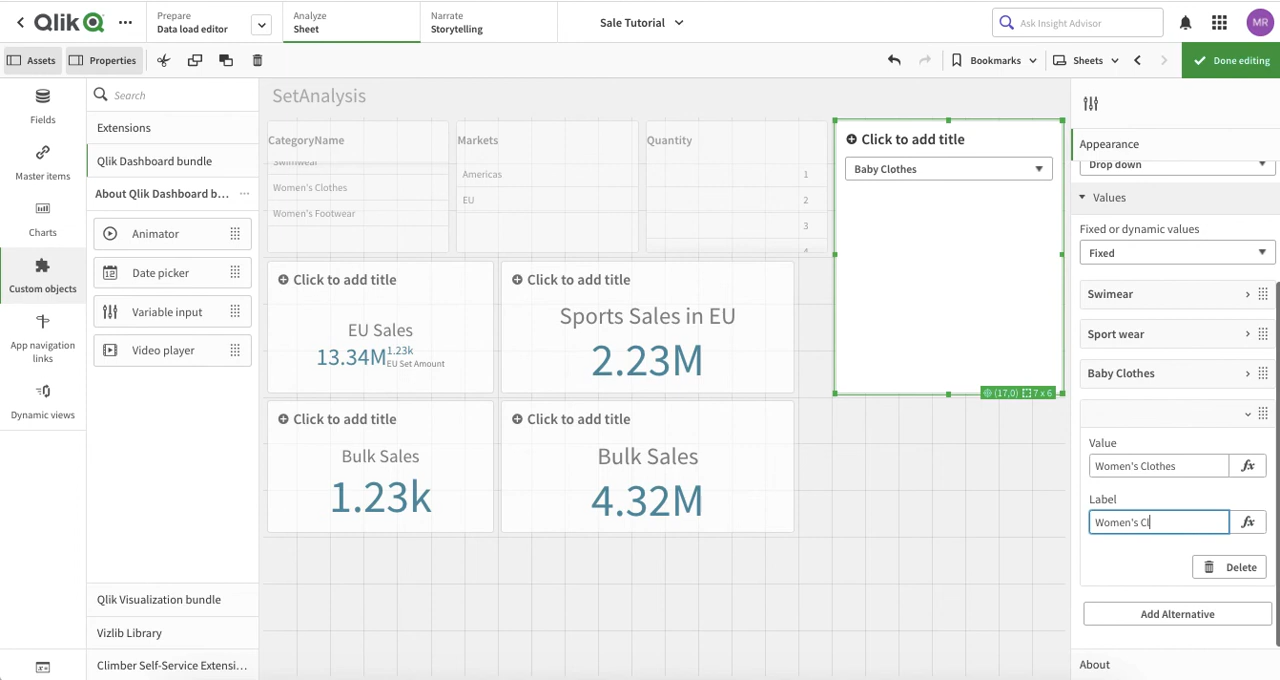 Qlik
Prepare
Data load editor
Analyze
Sheet
Narrate
Storytelling
Sale Tutorial
Ask Insight Advisor
MR
Assets
Properties
Bookmarks
Sheets
Done editing
Fields
Master items
Charts
Custom objects
App navigation
links
Dynamic views
Search
Extensions
Qlik Dashboard bundle
About Qlik Dashboard b...
Animator
Date picker
Variable input
Video player
Qlik Visualization bundle
Vizlib Library
Climber Self-Service Extensi...
SetAnalysis
CategoryName
Swimwear
Women's Clothes
Women's Footwear
Markets
Americas
EU
Quantity
1
2
3
4
Click to add title
Baby Clothes
(17,0) 7 x 6
Click to add title
EU Sales
13.34M 1.23k
EU Set Amount
Click to add title
Sports Sales in EU
2.23M
Click to add title
Bulk Sales
1.23k
Click to add title
Bulk Sales
4.32M
Appearance
Drop down
Values
Fixed or dynamic values
Fixed
Swimear
Sport wear
Baby Clothes
Value
Women's Clothes
fx
Label
Women's Cl
fx
Delete
Add Alternative
About